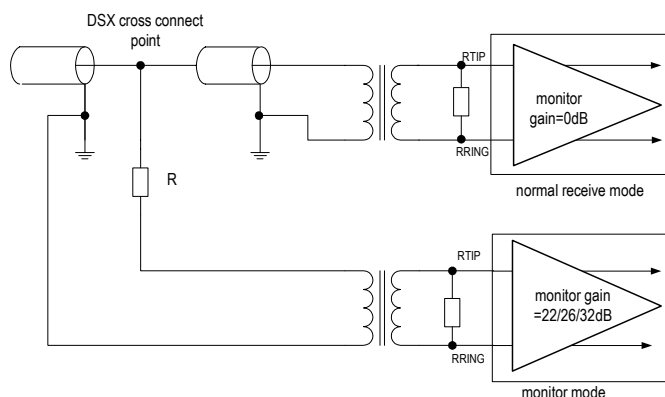 DSX cross connect
point
RTIP
monitor
gain=0dB
RRING
normal receive mode
R
RTIP
monitor gain
=22/26/32dB
RRING
monitor mode